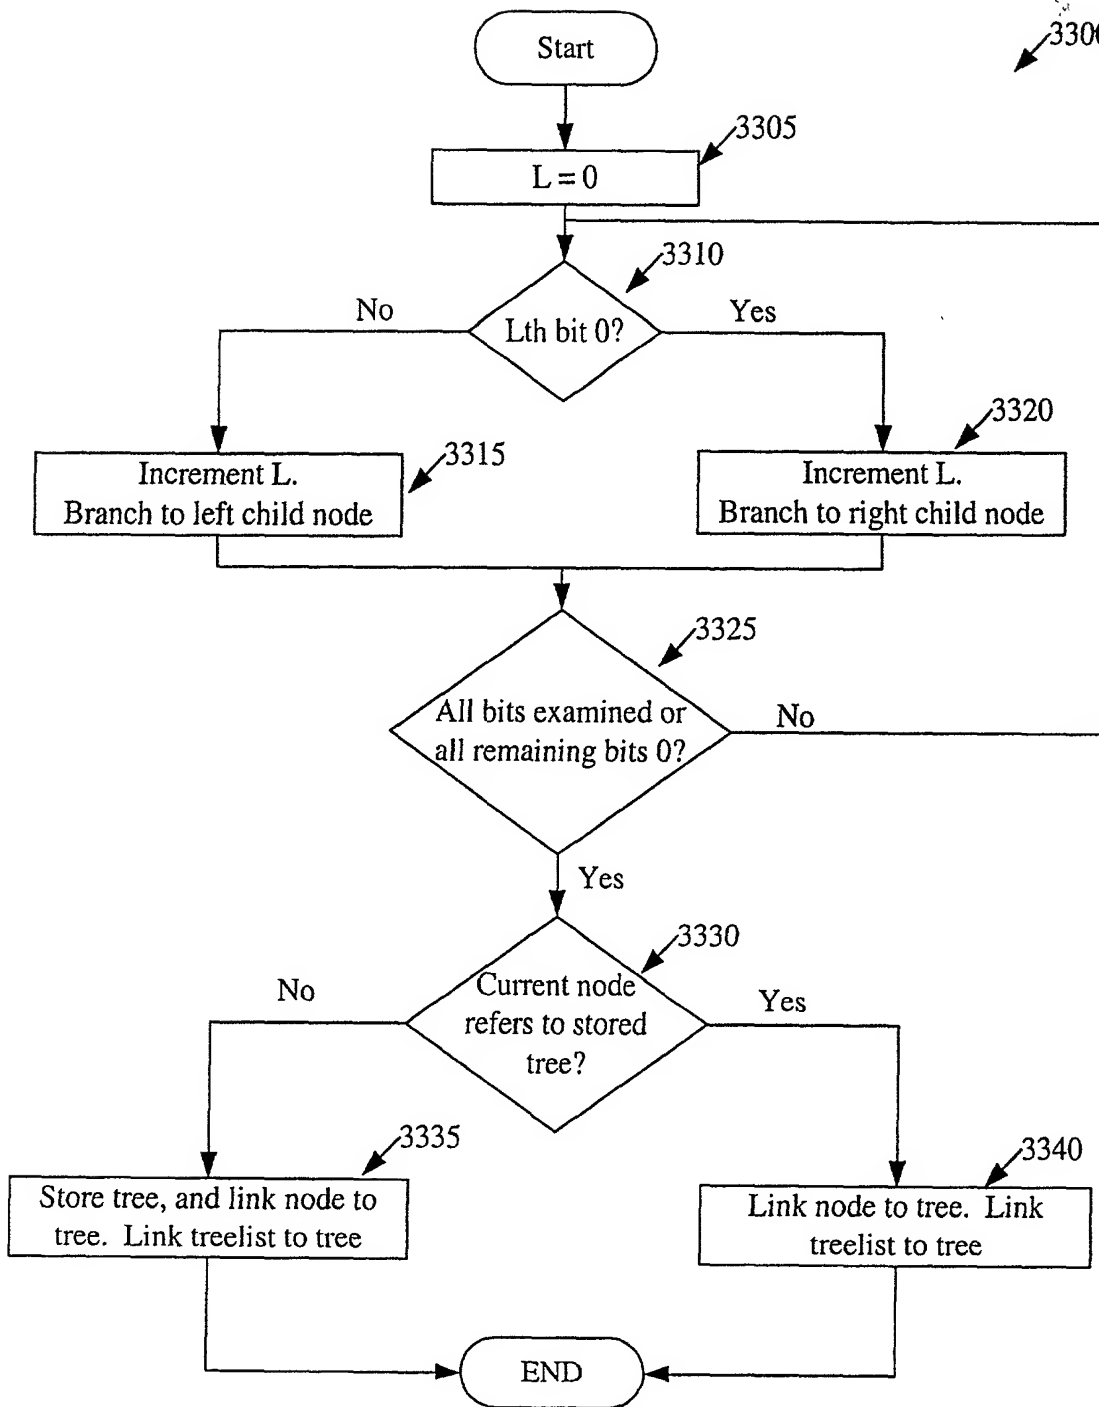 Start
3300
3305
L = 0
3310
No
Lth bit 0?
Yes
3320
3315
Increment L.
Branch to left child node
Increment L.
Branch to right child node
3325
All bits examined or
all remaining bits 0?
No
Yes
3330
No
Current node
refers to stored
tree?
Yes
3335
3340
Store tree, and link node to
tree. Link treelist to tree
Link node to tree. Link
treelist to tree
END